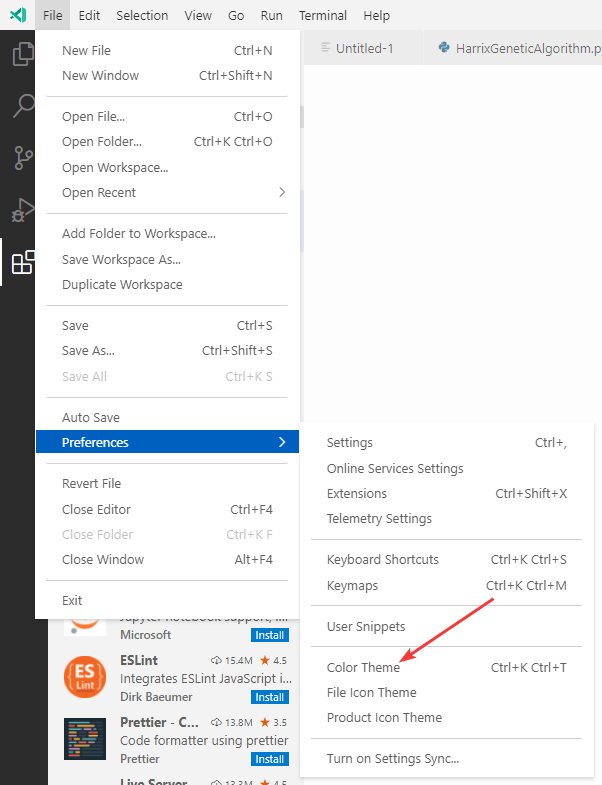 File Edit Selection View Go Run Terminal Help
Untitled-1 HarrixGeneticAlgorithm.p
New File Ctrl+N
New Window Ctrl+Shift+N
Open File... Ctrl+O
Open Folder... Ctrl+K Ctrl+O
Open Workspace...
Open Recent
Add Folder to Workspace...
Save Workspace As...
Duplicate Workspace
Save Ctrl+S
Save As... Ctrl+Shift+S
Save All Ctrl+K S
Auto Save
Preferences
Revert File
Close Editor Ctrl+F4
Close Folder Ctrl+K F
Close Window Alt+F4
Exit
Settings Ctrl+,
Online Services Settings
Extensions Ctrl+Shift+X
Telemetry Settings
Keyboard Shortcuts Ctrl+K Ctrl+S
Keymaps Ctrl+K Ctrl+M
User Snippets
Color Theme Ctrl+K Ctrl+T
File Icon Theme
Product Icon Theme
Turn on Settings Sync...
Jupyter notebook support, I...
Microsoft Install
ESLint 15.4M 4.5
Integrates ESLint JavaScript i...
Dirk Baeumer Install
Prettier - C... 13.8M 3.5
Code formatter using prettier
Prettier Install
Live Server 13.3M 4.5
ES
Lint